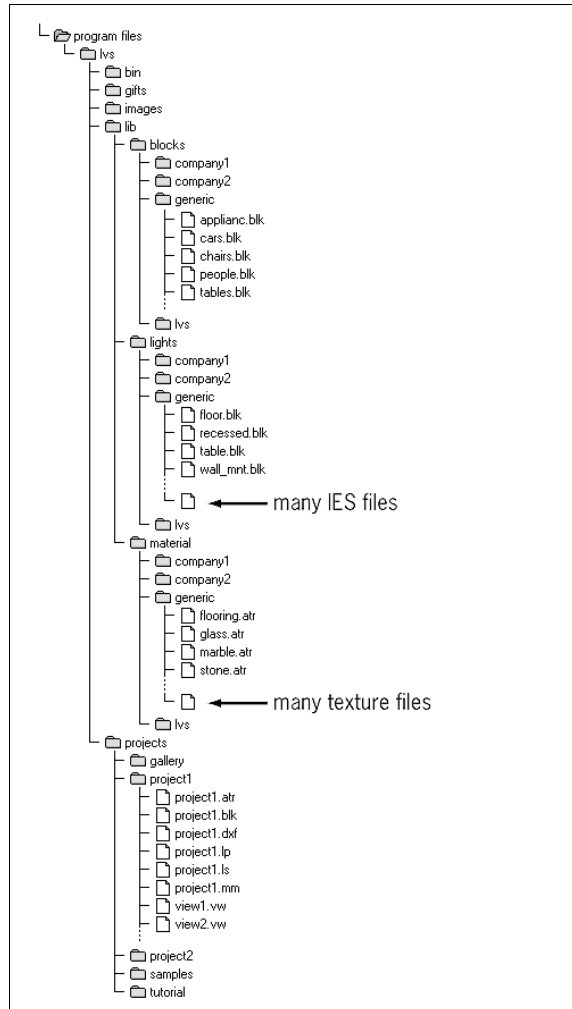 program files
lvs
bin
gifts
images
lib
blocks
company1
company2
generic
applianc.blk
cars.blk
chairs.blk
people.blk
tables.blk
lvs
lights
company1
company2
generic
floor.blk
recessed.blk
table.blk
wall_mnt.blk
many IES files
lvs
material
company1
company2
generic
flooring.atr
glass.atr
marble.atr
stone.atr
many texture files
lvs
projects
gallery
project1
project1.atr
project1.blk
project1.dxf
project1.lp
project1.ls
project1.mm
view1.vw
view2.vw
project2
samples
tutorial